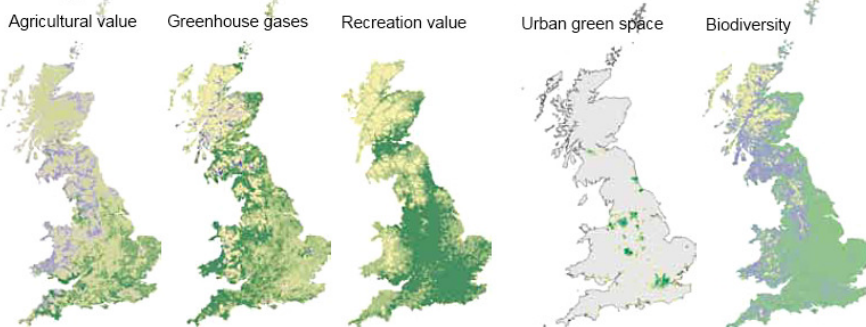 Agricultural value
Greenhouse gases
Recreation value
Urban green space
Biodiversity